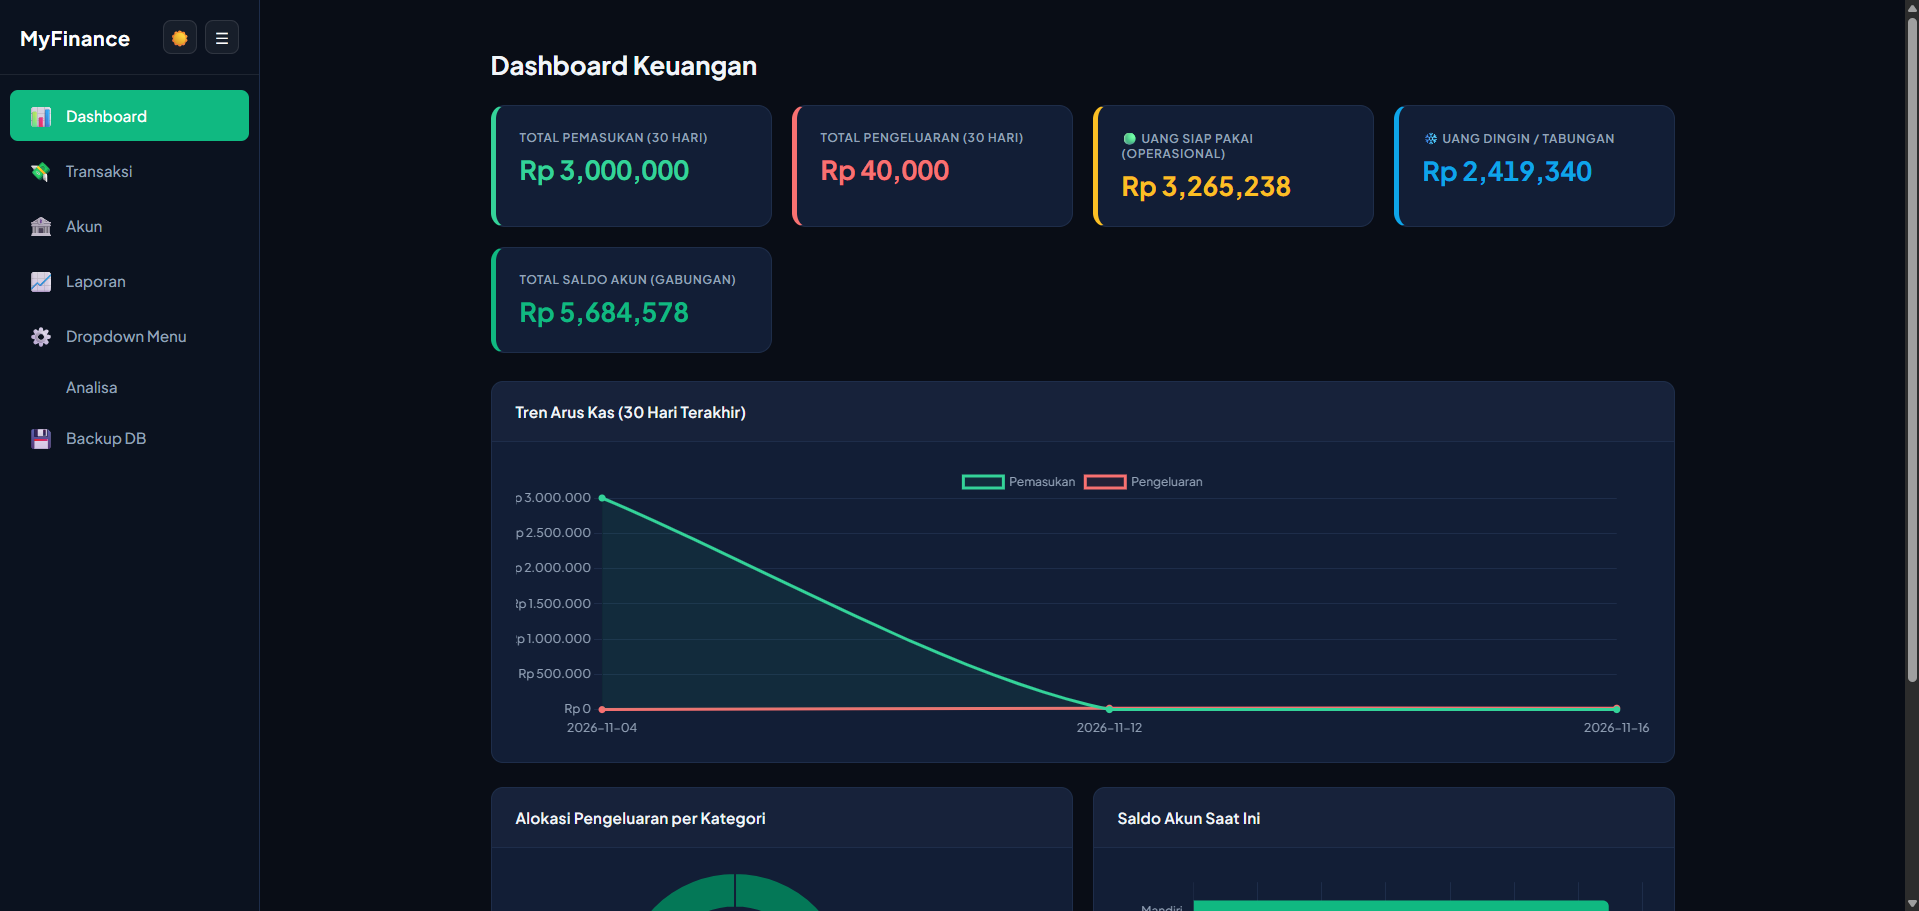 MyFinance
Dashboard
Transaksi
Akun
Laporan
Dropdown Menu
Analisa
Backup DB
Dashboard Keuangan
TOTAL PEMASUKAN (30 HARI)
Rp 3,000,000
TOTAL PENGELUARAN (30 HARI)
Rp 40,000
UANG SIAP PAKAI
(OPERASIONAL)
Rp 3,265,238
UANG DINGIN / TABUNGAN
Rp 2,419,340
TOTAL SALDO AKUN (GABUNGAN)
Rp 5,684,578
Tren Arus Kas (30 Hari Terakhir)
Pemasukan
Pengeluaran
p 3.000.000
p 2.500.000
p 2.000.000
p 1.500.000
p 1.000.000
Rp 500.000
Rp 0
2026-11-04
2026-11-12
2026-11-16
Alokasi Pengeluaran per Kategori
Saldo Akun Saat Ini
Mandiri